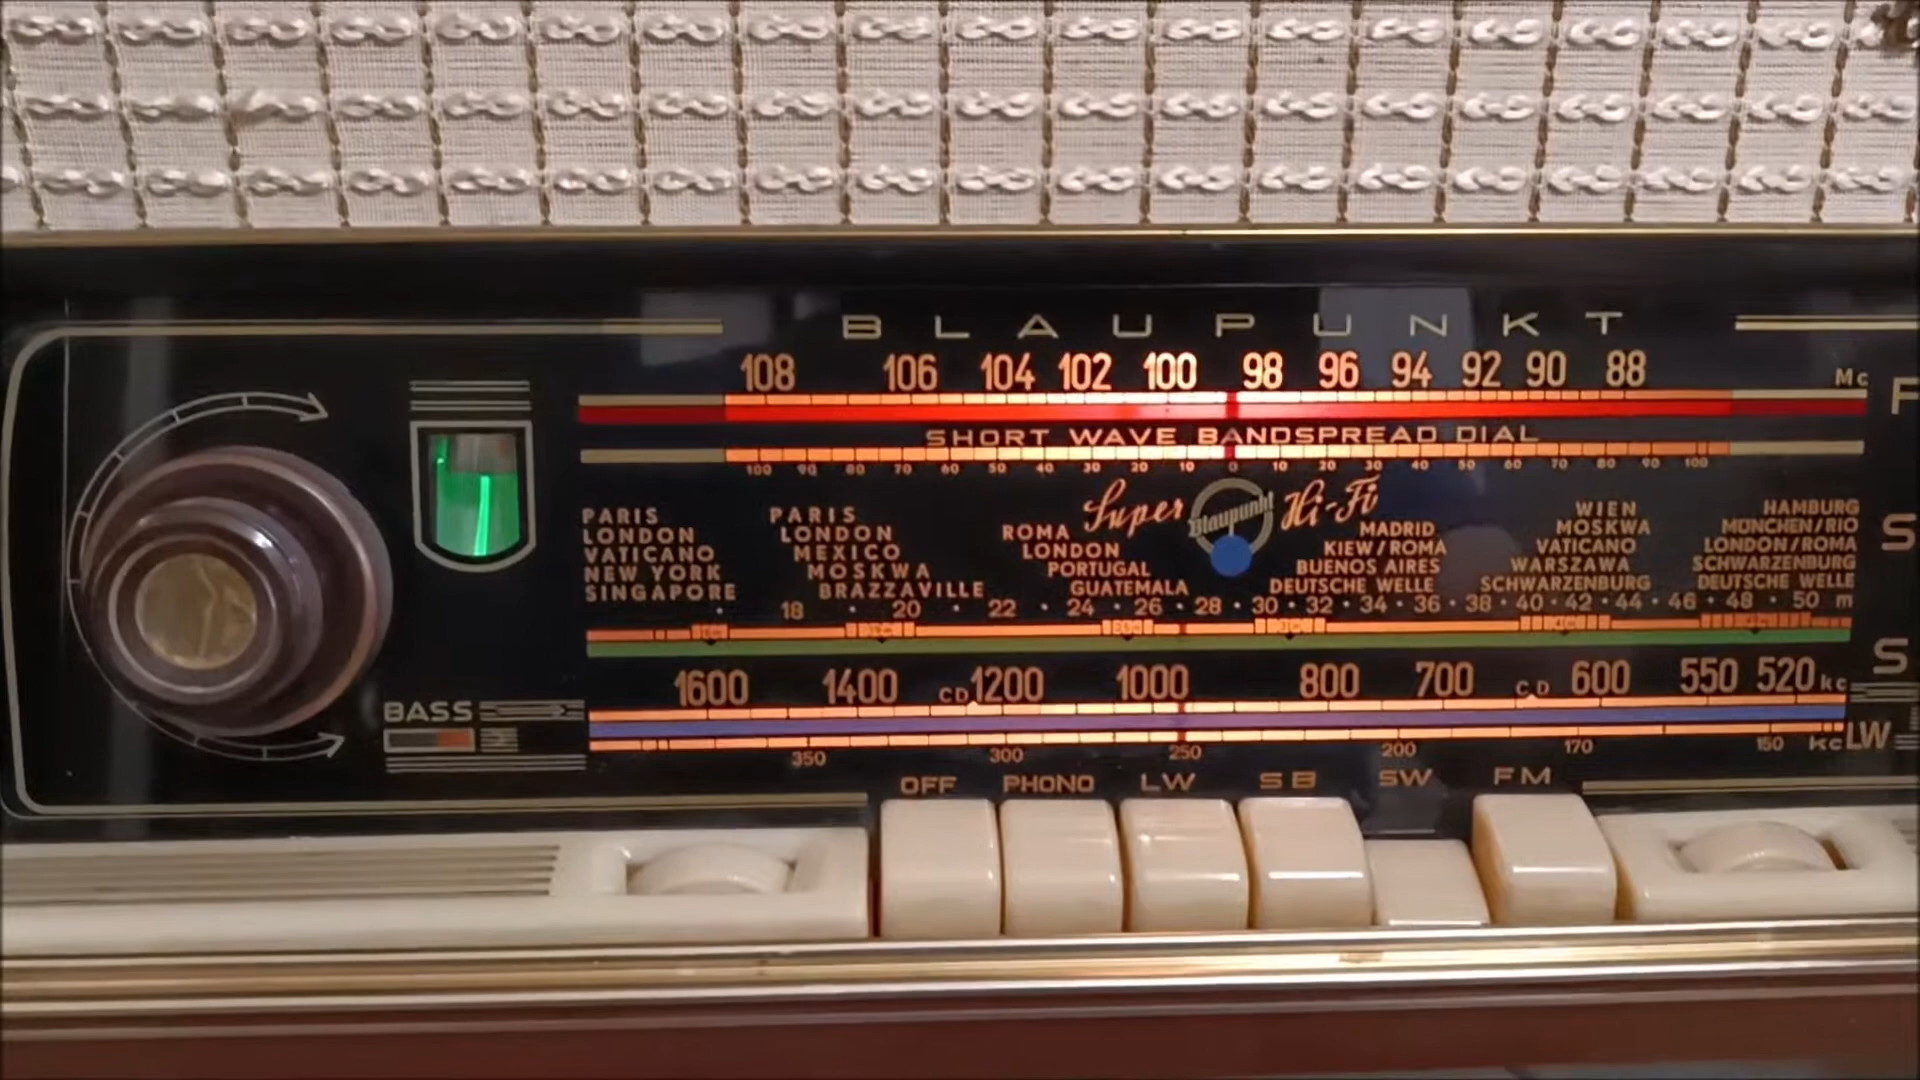 BLAUPUNKT
108 106 104 102 100 98 96 94 92 90 88 Mc
F
SHORT WAVE BANDSPREAD DIAL
100 90 80 70 60 50 40 30 20 10 0 10 20 30 40 50 60 70 80 90 100
Super Blaupunkt Hi-Fi
PARIS
LONDON
VATICANO
NEW YORK
SINGAPORE
PARIS
LONDON
MEXICO
MOSKWA
BRAZZAVILLE
ROMA
LONDON
PORTUGAL
GUATEMALA
MADRID
KIEW/ROMA
BUENOS AIRES
DEUTSCHE WELLE
WIEN
MOSKWA
VATICANO
WARSZAWA
SCHWARZENBURG
HAMBURG
MÜNCHEN/RIO
LONDON/ROMA
SCHWARZENBURG
DEUTSCHE WELLE
S
18 20 22 24 26 28 30 32 34 36 38 40 42 44 46 48 50 m
S
1600 1400 CD 1200 1000 800 700 CD 600 550 520 kc
BASS
350 300 250 200 170 150 kc LW
OFF PHONO LW SB SW FM